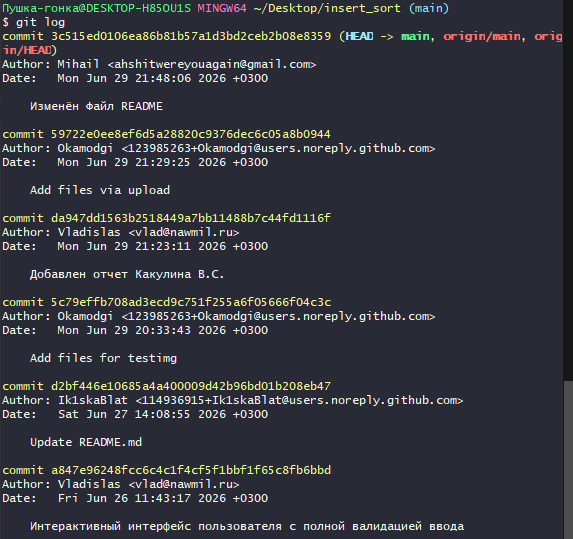 Пушка-гонка@DESKTOP-H85OU1S MINGW64 ~/Desktop/insert_sort (main)
$ git log
commit 3c515ed0106ea86b81b57a1d3bd2ceb2b08e8359 (HEAD -> main, origin/main, orig
in/HEAD)
Author: Mihail <ahshitwereyouagain@gmail.com>
Date:   Mon Jun 29 21:48:06 2026 +0300
Изменён Файл README
commit 59722e0ee8ef6d5a28820c9376dec6c05a8b0944
Author: Okamodgi <123985263+Okamodgi@users.noreply.github.com>
Date:   Mon Jun 29 21:29:25 2026 +0300
Add files via upload
commit da947dd1563b2518449a7bb11488b7c44fd1116f
Author: Vladislas <vlad@nawmil.ru>
Date:   Mon Jun 29 21:23:11 2026 +0300
Добавлен отчет Какулина В.С.
commit 5c79effb708ad3ecd9c751f255a6f05666f04c3c
Author: Okamodgi <123985263+Okamodgi@users.noreply.github.com>
Date:   Mon Jun 29 20:33:43 2026 +0300
Add files for testimg
commit d2bf446e10685a4a400009d42b96bd01b208eb47
Author: Ik1skaBlat <114936915+Ik1skaBlat@users.noreply.github.com>
Date:   Sat Jun 27 14:08:55 2026 +0300
Update README.md
commit a847e96248fcc6c4c1f4cf5f1bbf1f65c8fb6bbd
Author: Vladislas <vlad@nawmil.ru>
Date:   Fri Jun 26 11:43:17 2026 +0300
Интерактивный интерфейс пользователя с полной валидацией ввода